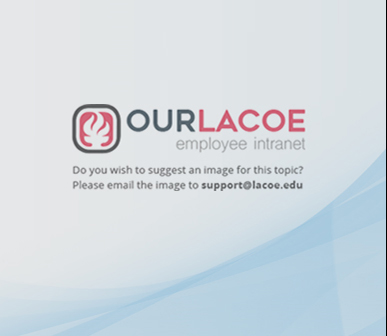 OURLACOE
employee intranet
Do you wish to suggest an image for this topic?
Please email the image to support@lacoe.edu